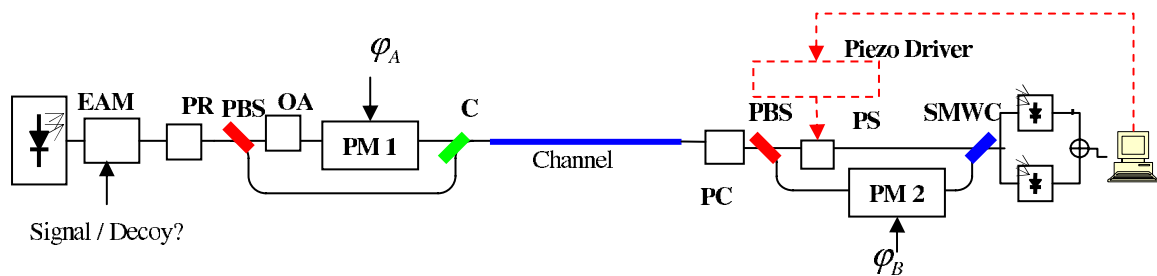 φA
Piezo Driver
EAM
PR
PBS
OA
C
PBS
PS
SMWC
PM 1
Channel
PC
PM 2
Signal / Decoy?
φB